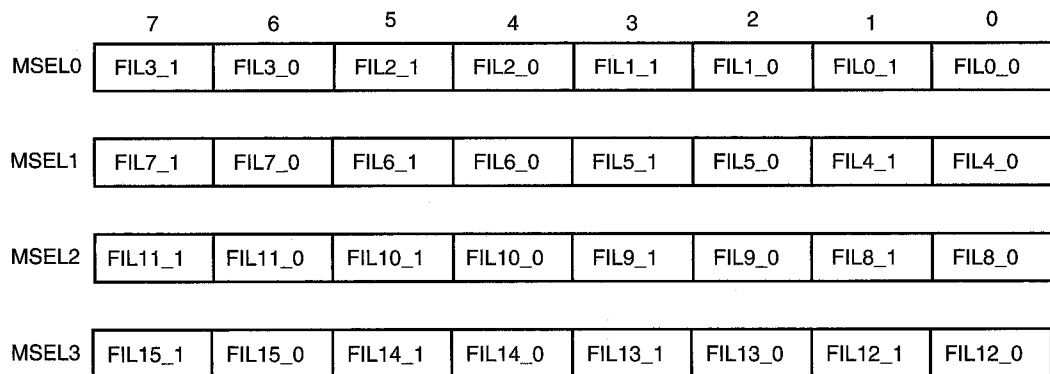 7 6 5 4 3 2 1 0
MSEL0 FIL3_1 FIL3_0 FIL2_1 FIL2_0 FIL1_1 FIL1_0 FIL0_1 FIL0_0
MSEL1 FIL7_1 FIL7_0 FIL6_1 FIL6_0 FIL5_1 FIL5_0 FIL4_1 FIL4_0
MSEL2 FIL11_1 FIL11_0 FIL10_1 FIL10_0 FIL9_1 FIL9_0 FIL8_1 FIL8_0
MSEL3 FIL15_1 FIL15_0 FIL14_1 FIL14_0 FIL13_1 FIL13_0 FIL12_1 FIL12_0